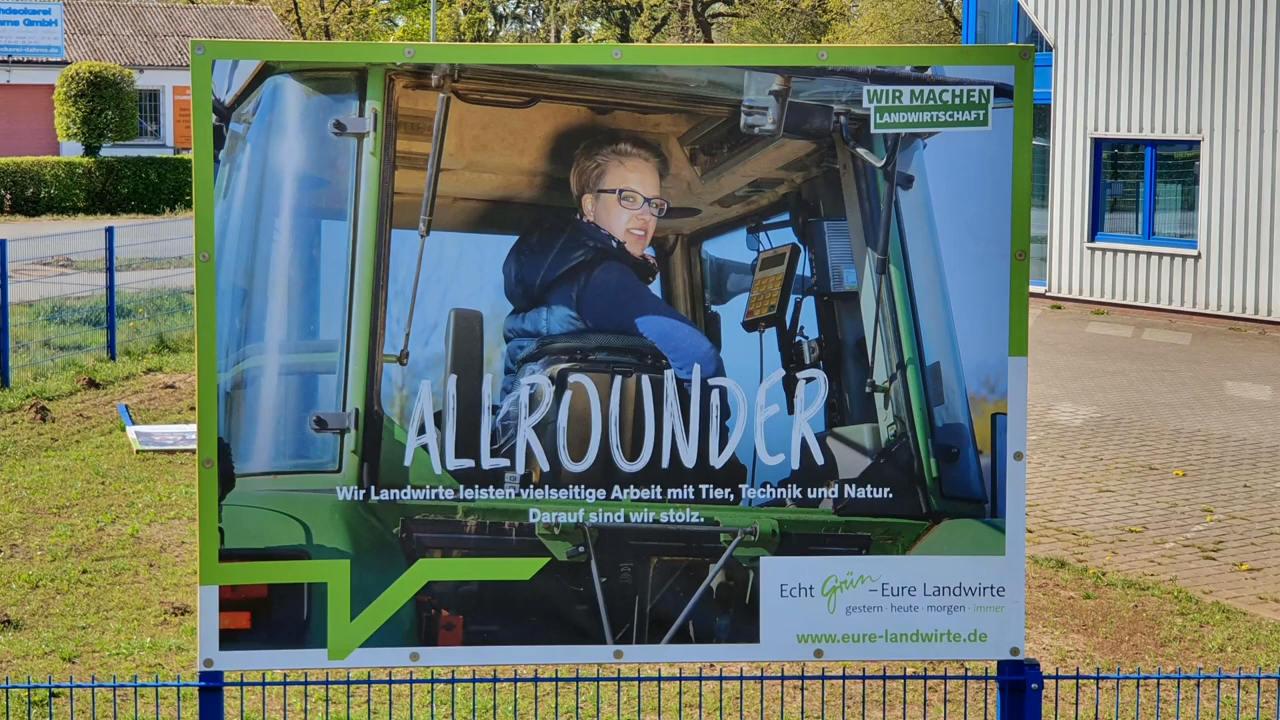 WIR MACHEN
LANDWIRTSCHAFT
ALLROUNDER
Wir Landwirte leisten vielseitige Arbeit mit Tier, Technik und Natur.
Darauf sind wir stolz.
Echt Grün – Eure Landwirte
gestern · heute · morgen · immer
www.eure-landwirte.de
GmbH